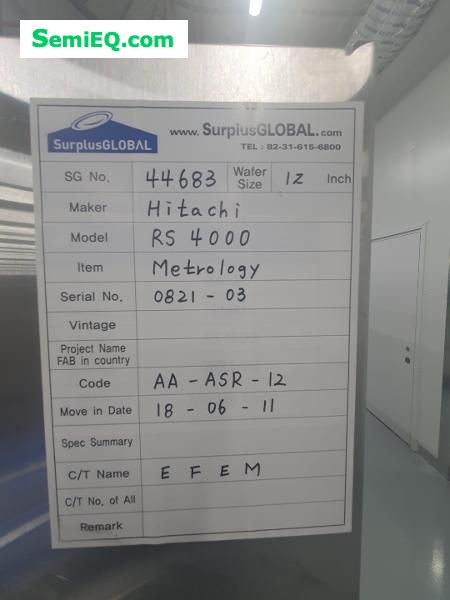 SemiEQ.com
SurplusGLOBAL
www.SurplusGLOBAL.com
TEL : 82-31-615-6800
SG No. 44683 Wafer Size 12 Inch
Maker Hitachi
Model RS 4000
Item Metrology
Serial No. 0821 - 03
Vintage
Project Name
FAB in country
Code AA - ASR - 12
Move in Date 18 - 06 - 11
Spec Summary
C/T Name E F E M
C/T No. of All
Remark